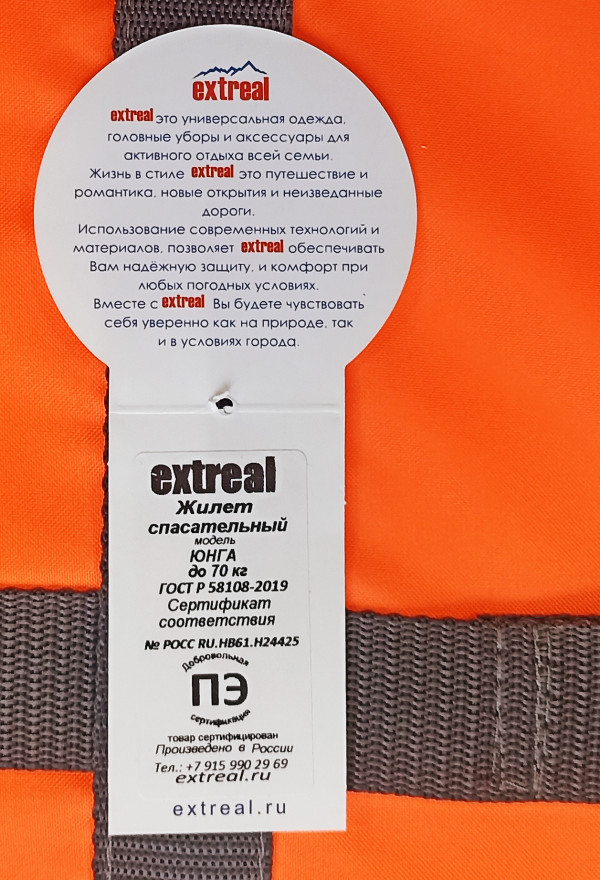 extreal
extreal это универсальная одежда,
головные уборы и аксессуары для
активного отдыха всей семьи.
Жизнь в стиле extreal это путешествие и
романтика, новые открытия и неизведанные
дороги.
Использование современных технологий и
материалов, позволяет extreal обеспечивать
Вам надёжную защиту, и комфорт при
любых погодных условиях.
Вместе с extreal Вы будете чувствовать
себя уверенно как на природе, так
и в условиях города.
extreal
Жилет
спасательный
модель
ЮНГА
до 70 кг
ГОСТ Р 58108-2019
Сертификат
соответствия
№ РОСС RU.НВ61.Н24425
Добровольная
ПЭ
сертификация
товар сертифицирован
Произведено в России
Тел.: +7 915 990 29 69
extreal.ru
extreal.ru